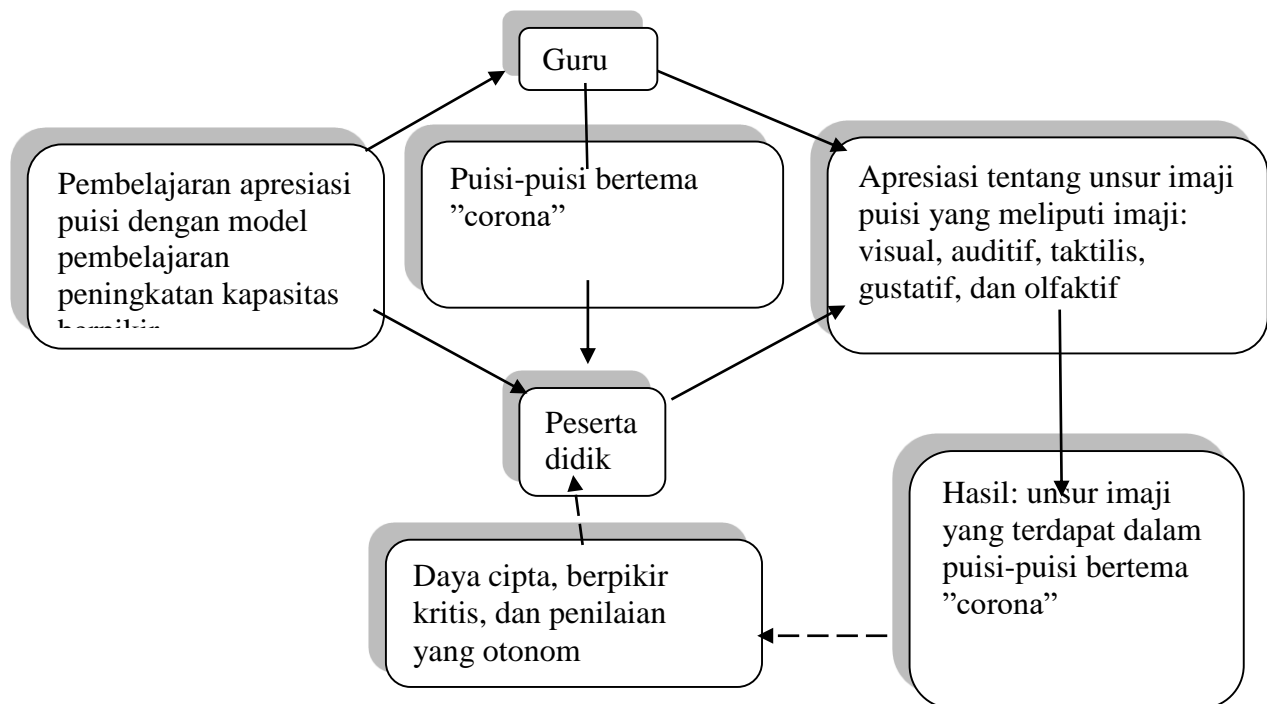 Guru
Pembelajaran apresiasi
puisi dengan model
pembelajaran
peningkatan kapasitas
Puisi-puisi bertema
”corona”
Apresiasi tentang unsur imaji
puisi yang meliputi imaji:
visual, auditif, taktilis,
gustatif, dan olfaktif
Peserta
didik
Hasil: unsur imaji
yang terdapat dalam
puisi-puisi bertema
”corona”
Daya cipta, berpikir
kritis, dan penilaian
yang otonom